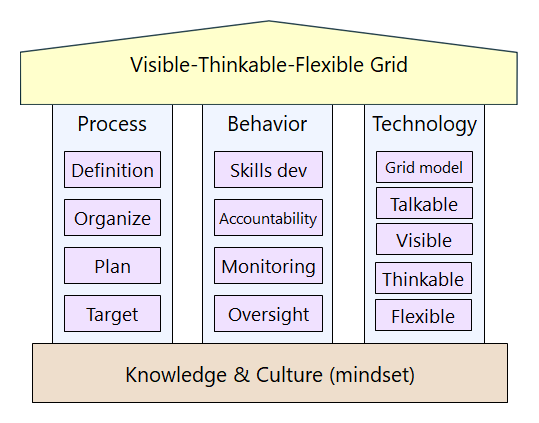 Visible-Thinkable-Flexible Grid
Process
Definition
Organize
Plan
Target
Behavior
Skills dev
Accountability
Monitoring
Oversight
Technology
Grid model
Talkable
Visible
Thinkable
Flexible
Knowledge & Culture (mindset)